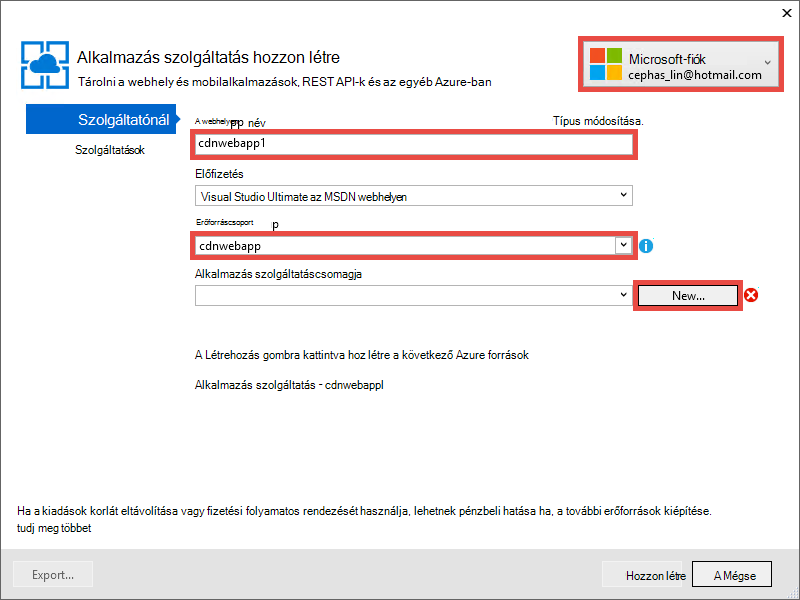 Alkalmazás szolgáltatás hozzon létre
Tárolni a webhely és mobilalkalmazások, REST API-k és az egyéb Azure-ban
Microsoft-fiók
cephas_lin@hotmail.com
Szolgáltatónál
Szolgáltatások
A webhelyen pp név
Típus módosítása.
cdnwebapp1
Előfizetés
Visual Studio Ultimate az MSDN webhelyen
Erőforráscsoport p
cdnwebapp
Alkalmazás szolgáltatáscsomagja
New...
A Létrehozás gombra kattintva hoz létre a következő Azure források
Alkalmazás szolgáltatás - cdnwebappl
Ha a kiadások korlát eltávolítása vagy fizetési folyamatos rendezését használja, lehetnek pénzbeli hatása ha, a további erőforrások kiépítése.
tudj meg többet
Export...
Hozzon létre
A Mégse